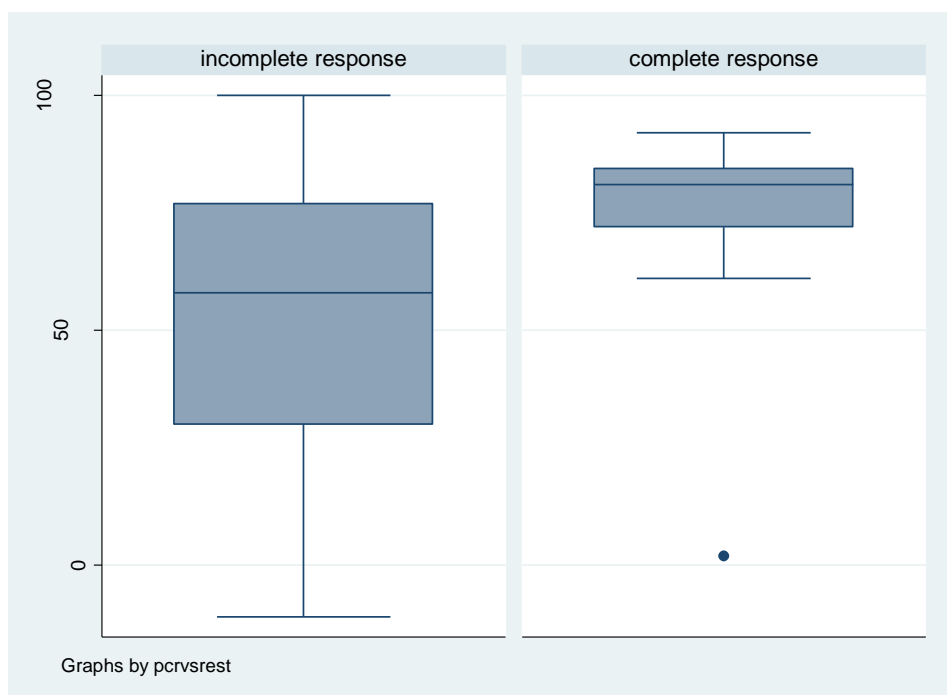 incomplete response
complete response
100
50
0
Graphs by pcrvsrest